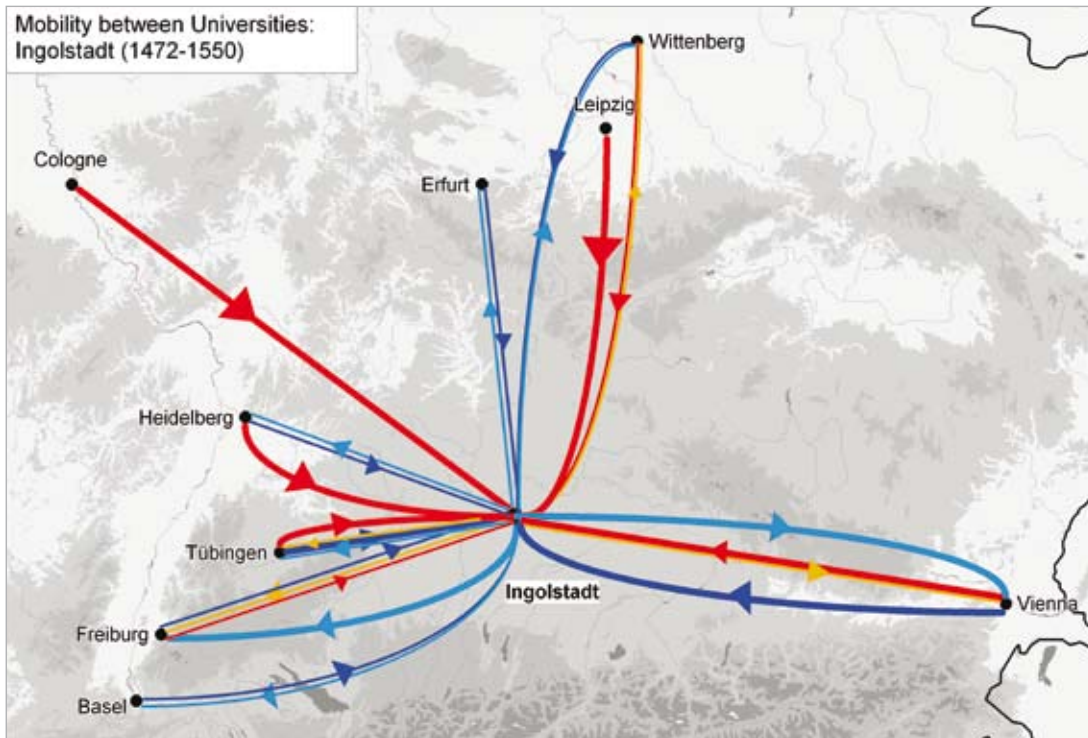 Mobility between Universities:
Ingolstadt (1472-1550)
Wittenberg
Leipzig
Cologne
Erfurt
Heidelberg
Tübingen
Ingolstadt
Vienna
Freiburg
Basel